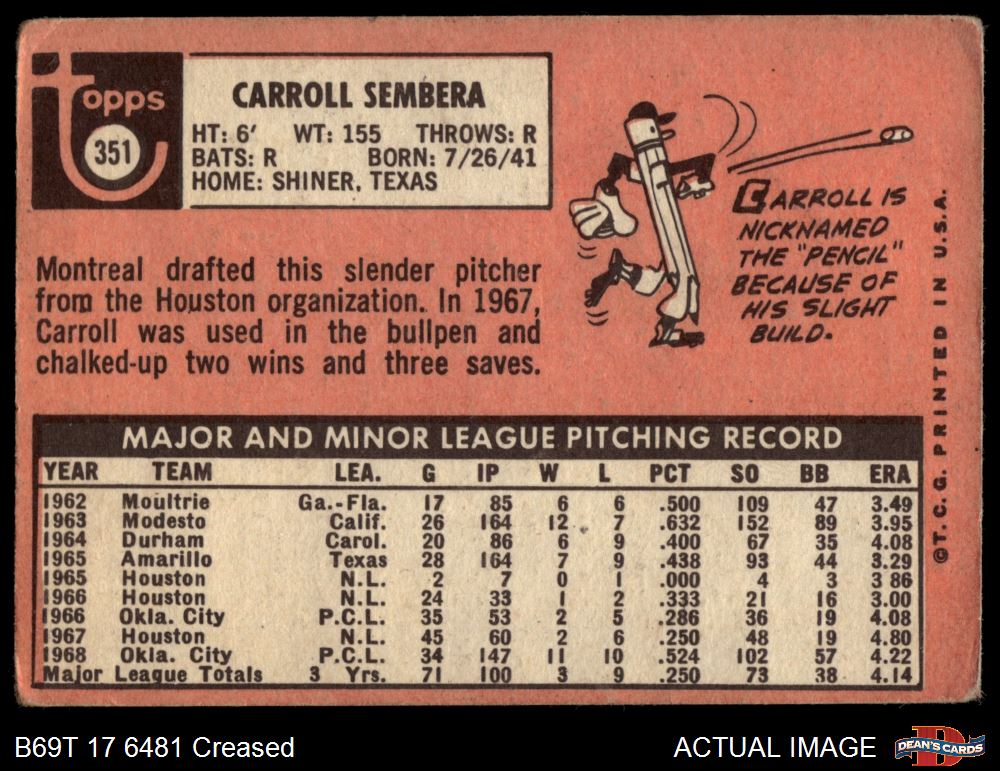 Topps
351
CARROLL SEMBERA
HT: 6' WT: 155 THROWS: R
BATS: R BORN: 7/26/41
HOME: SHINER, TEXAS
Montreal drafted this slender pitcher
from the Houston organization. In 1967,
Carroll was used in the bullpen and
chalked-up two wins and three saves.
CARROLL IS
NICKNAMED
THE "PENCIL"
BECAUSE OF
HIS SLIGHT
BUILD.
MAJOR AND MINOR LEAGUE PITCHING RECORD
YEAR TEAM LEA. G IP W L PCT SO BB ERA
1962 Moultrie Ga.-Fla. 17 85 6 6 .500 109 47 3.49
1963 Modesto Calif. 26 164 12 7 .632 152 89 3.95
1964 Durham Carol. 20 86 6 9 .400 67 35 4.08
1965 Amarillo Texas 28 164 7 9 .438 93 44 3.29
1965 Houston N.L. 2 7 0 1 .000 4 3 3 86
1966 Houston N.L. 24 33 1 2 .333 21 16 3.00
1966 Okla. City P.C.L. 35 53 2 5 .286 36 19 4.08
1967 Houston N.L. 45 60 2 6 .250 48 19 4.80
1968 Okla. City P.C.L. 34 147 11 10 .524 102 57 4.22
Major League Totals 3 Yrs. 71 100 3 9 .250 73 38 4.14
©T. C. G. PRINTED IN U.S.A.
B69T 17 6481 Creased
ACTUAL IMAGE
DEAN'S CARDS